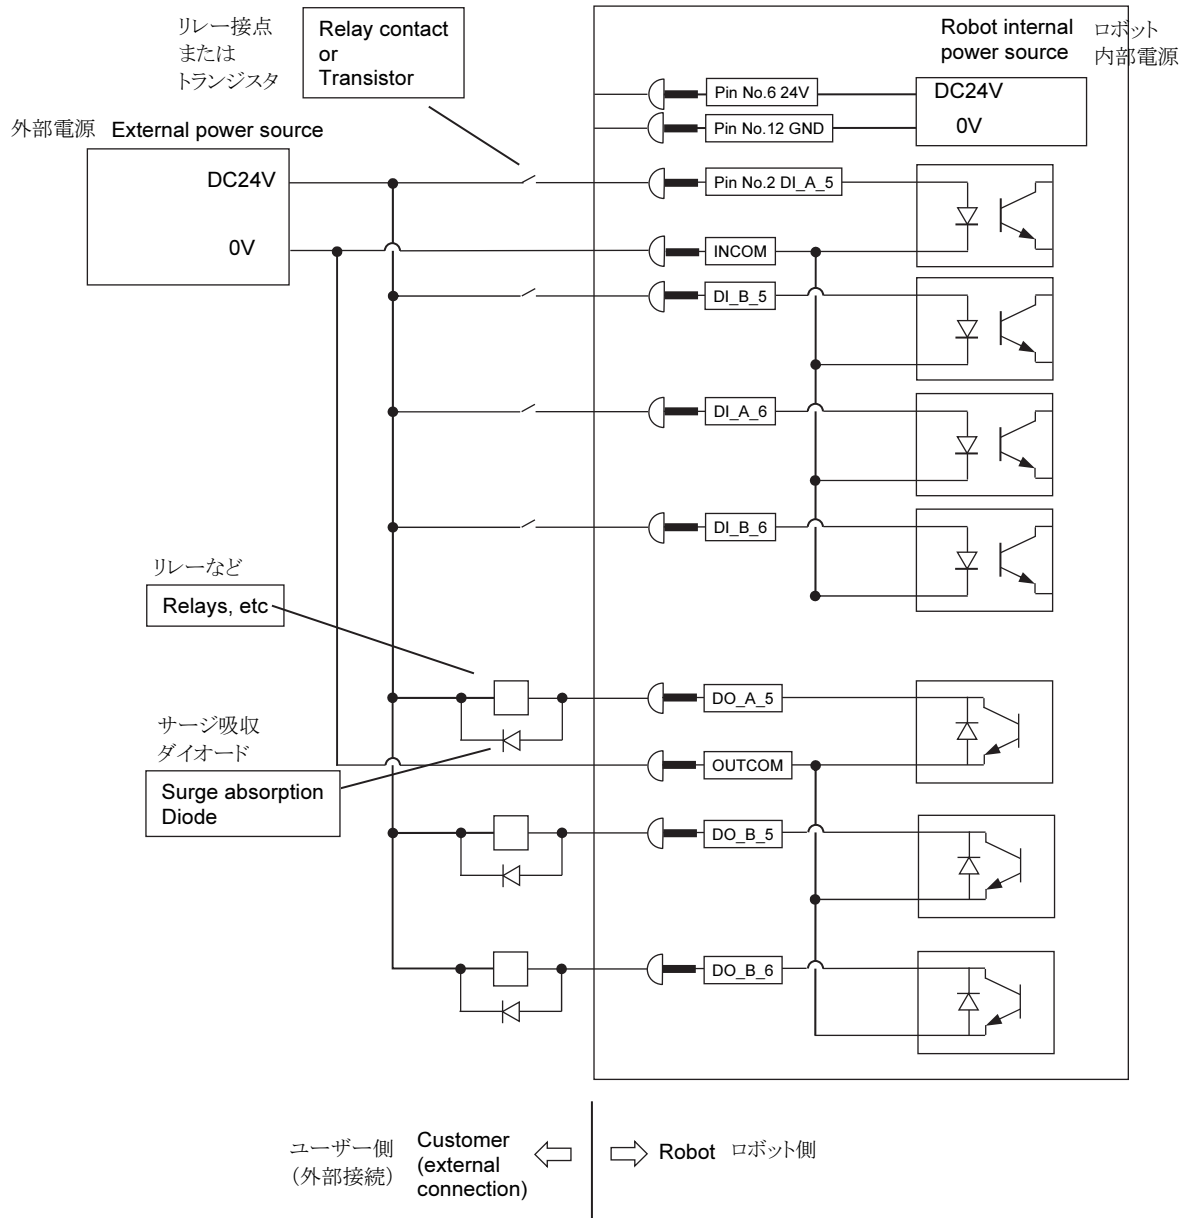 リレー接点
または
トランジスタ
Relay contact
or
Transistor
Robot internal
power source
ロボット
内部電源
Pin No.6 24V
DC24V
Pin No.12 GND
0V
外部電源 External power source
DC24V
Pin No.2 DI_A_5
0V
INCOM
DI_B_5
DI_A_6
DI_B_6
リレーなど
Relays, etc
DO_A_5
サージ吸収
ダイオード
OUTCOM
Surge absorption
Diode
DO_B_5
DO_B_6
ユーザー側
(外部接続)
Customer
(external
connection)
Robot ロボット側